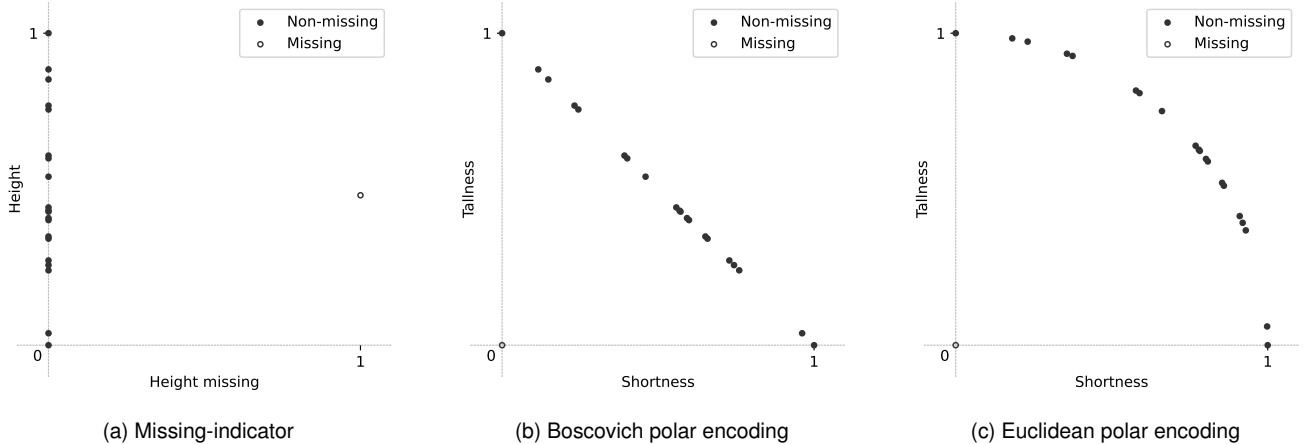 Non-missing
Missing
1
Height
0
1
Height missing
(a) Missing-indicator
Non-missing
Missing
1
Tallness
0
1
Shortness
(b) Boscovich polar encoding
Non-missing
Missing
1
Tallness
0
1
Shortness
(c) Euclidean polar encoding